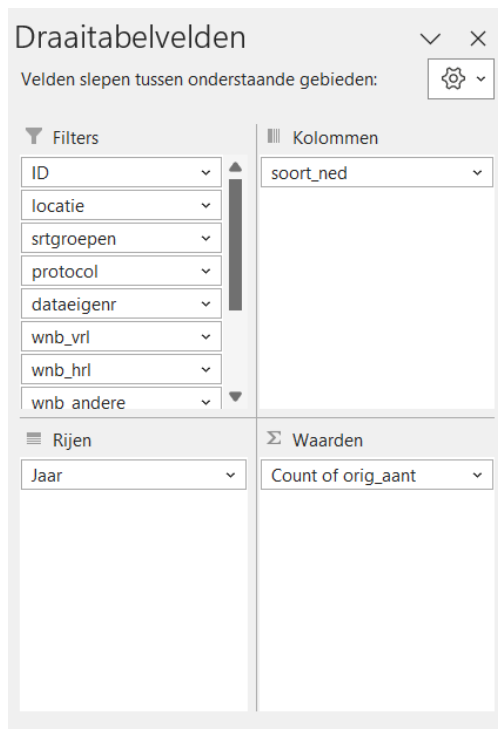 Draaitabelvelden
Velden slepen tussen onderstaande gebieden:
Filters
ID
locatie
srtgroepen
protocol
dataeigenr
wnb_vrl
wnb_hrl
wnb_andere
Kolommen
soort_ned
Rijen
Jaar
Σ Waarden
Count of orig_aant